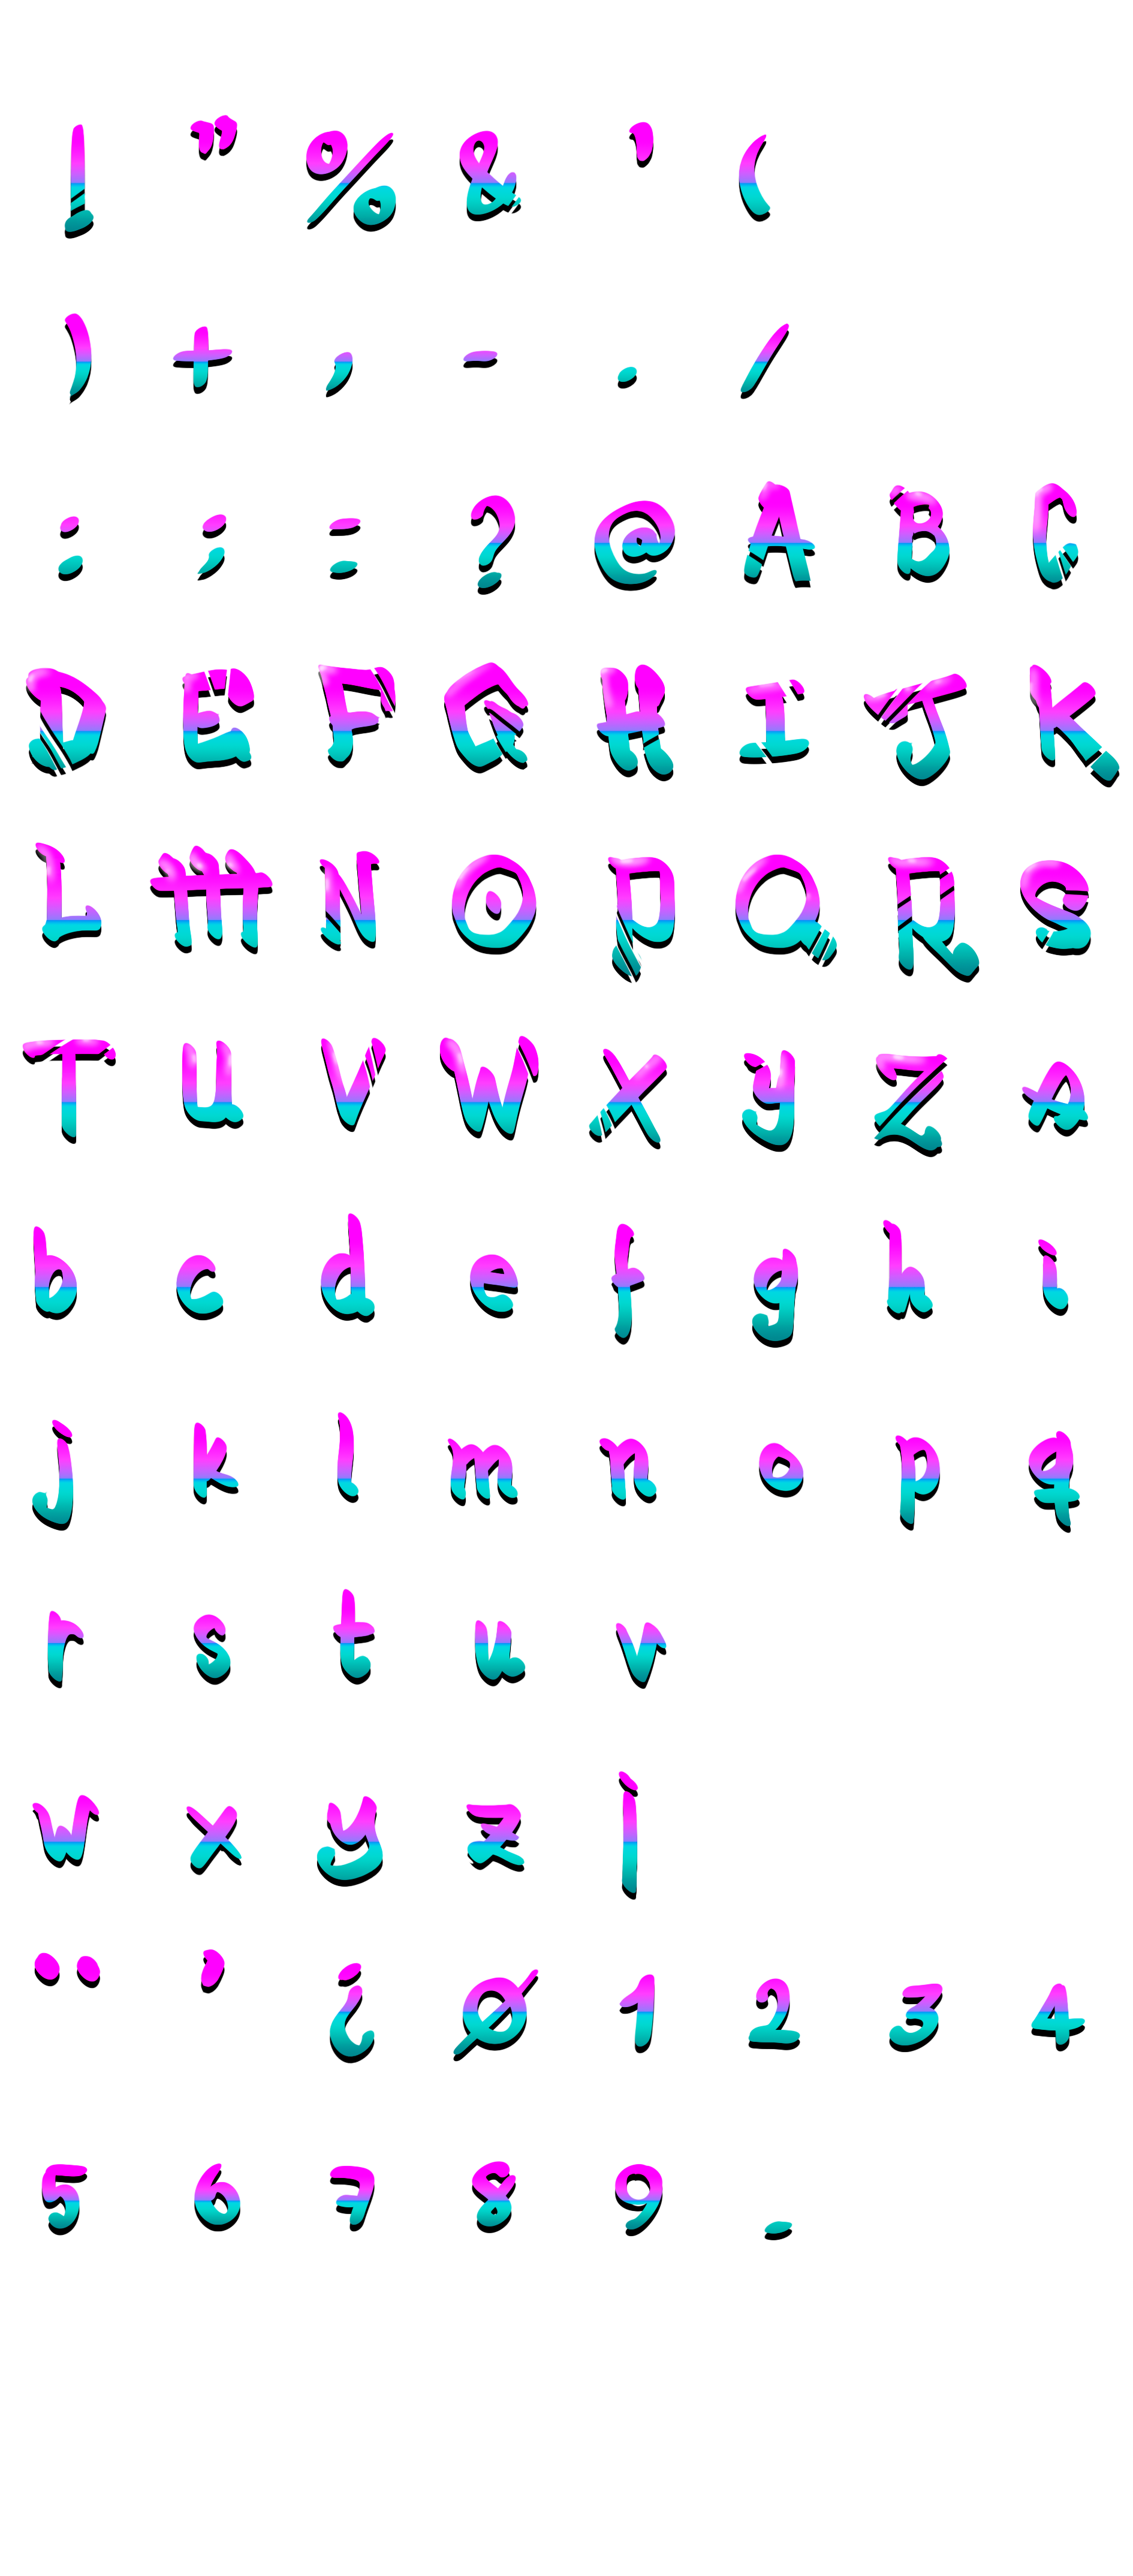 ! " % & ' (
) + , - . /
: ; = ? @ A B C
D E F G H I J K
L M N O P Q R S
T U V W X Y Z a
b c d e f g h i
j k l m n o p q
r s t u v
w x y z ¡
¨ ’ ¿ Ø 1 2 3 4
5 6 7 8 9 .